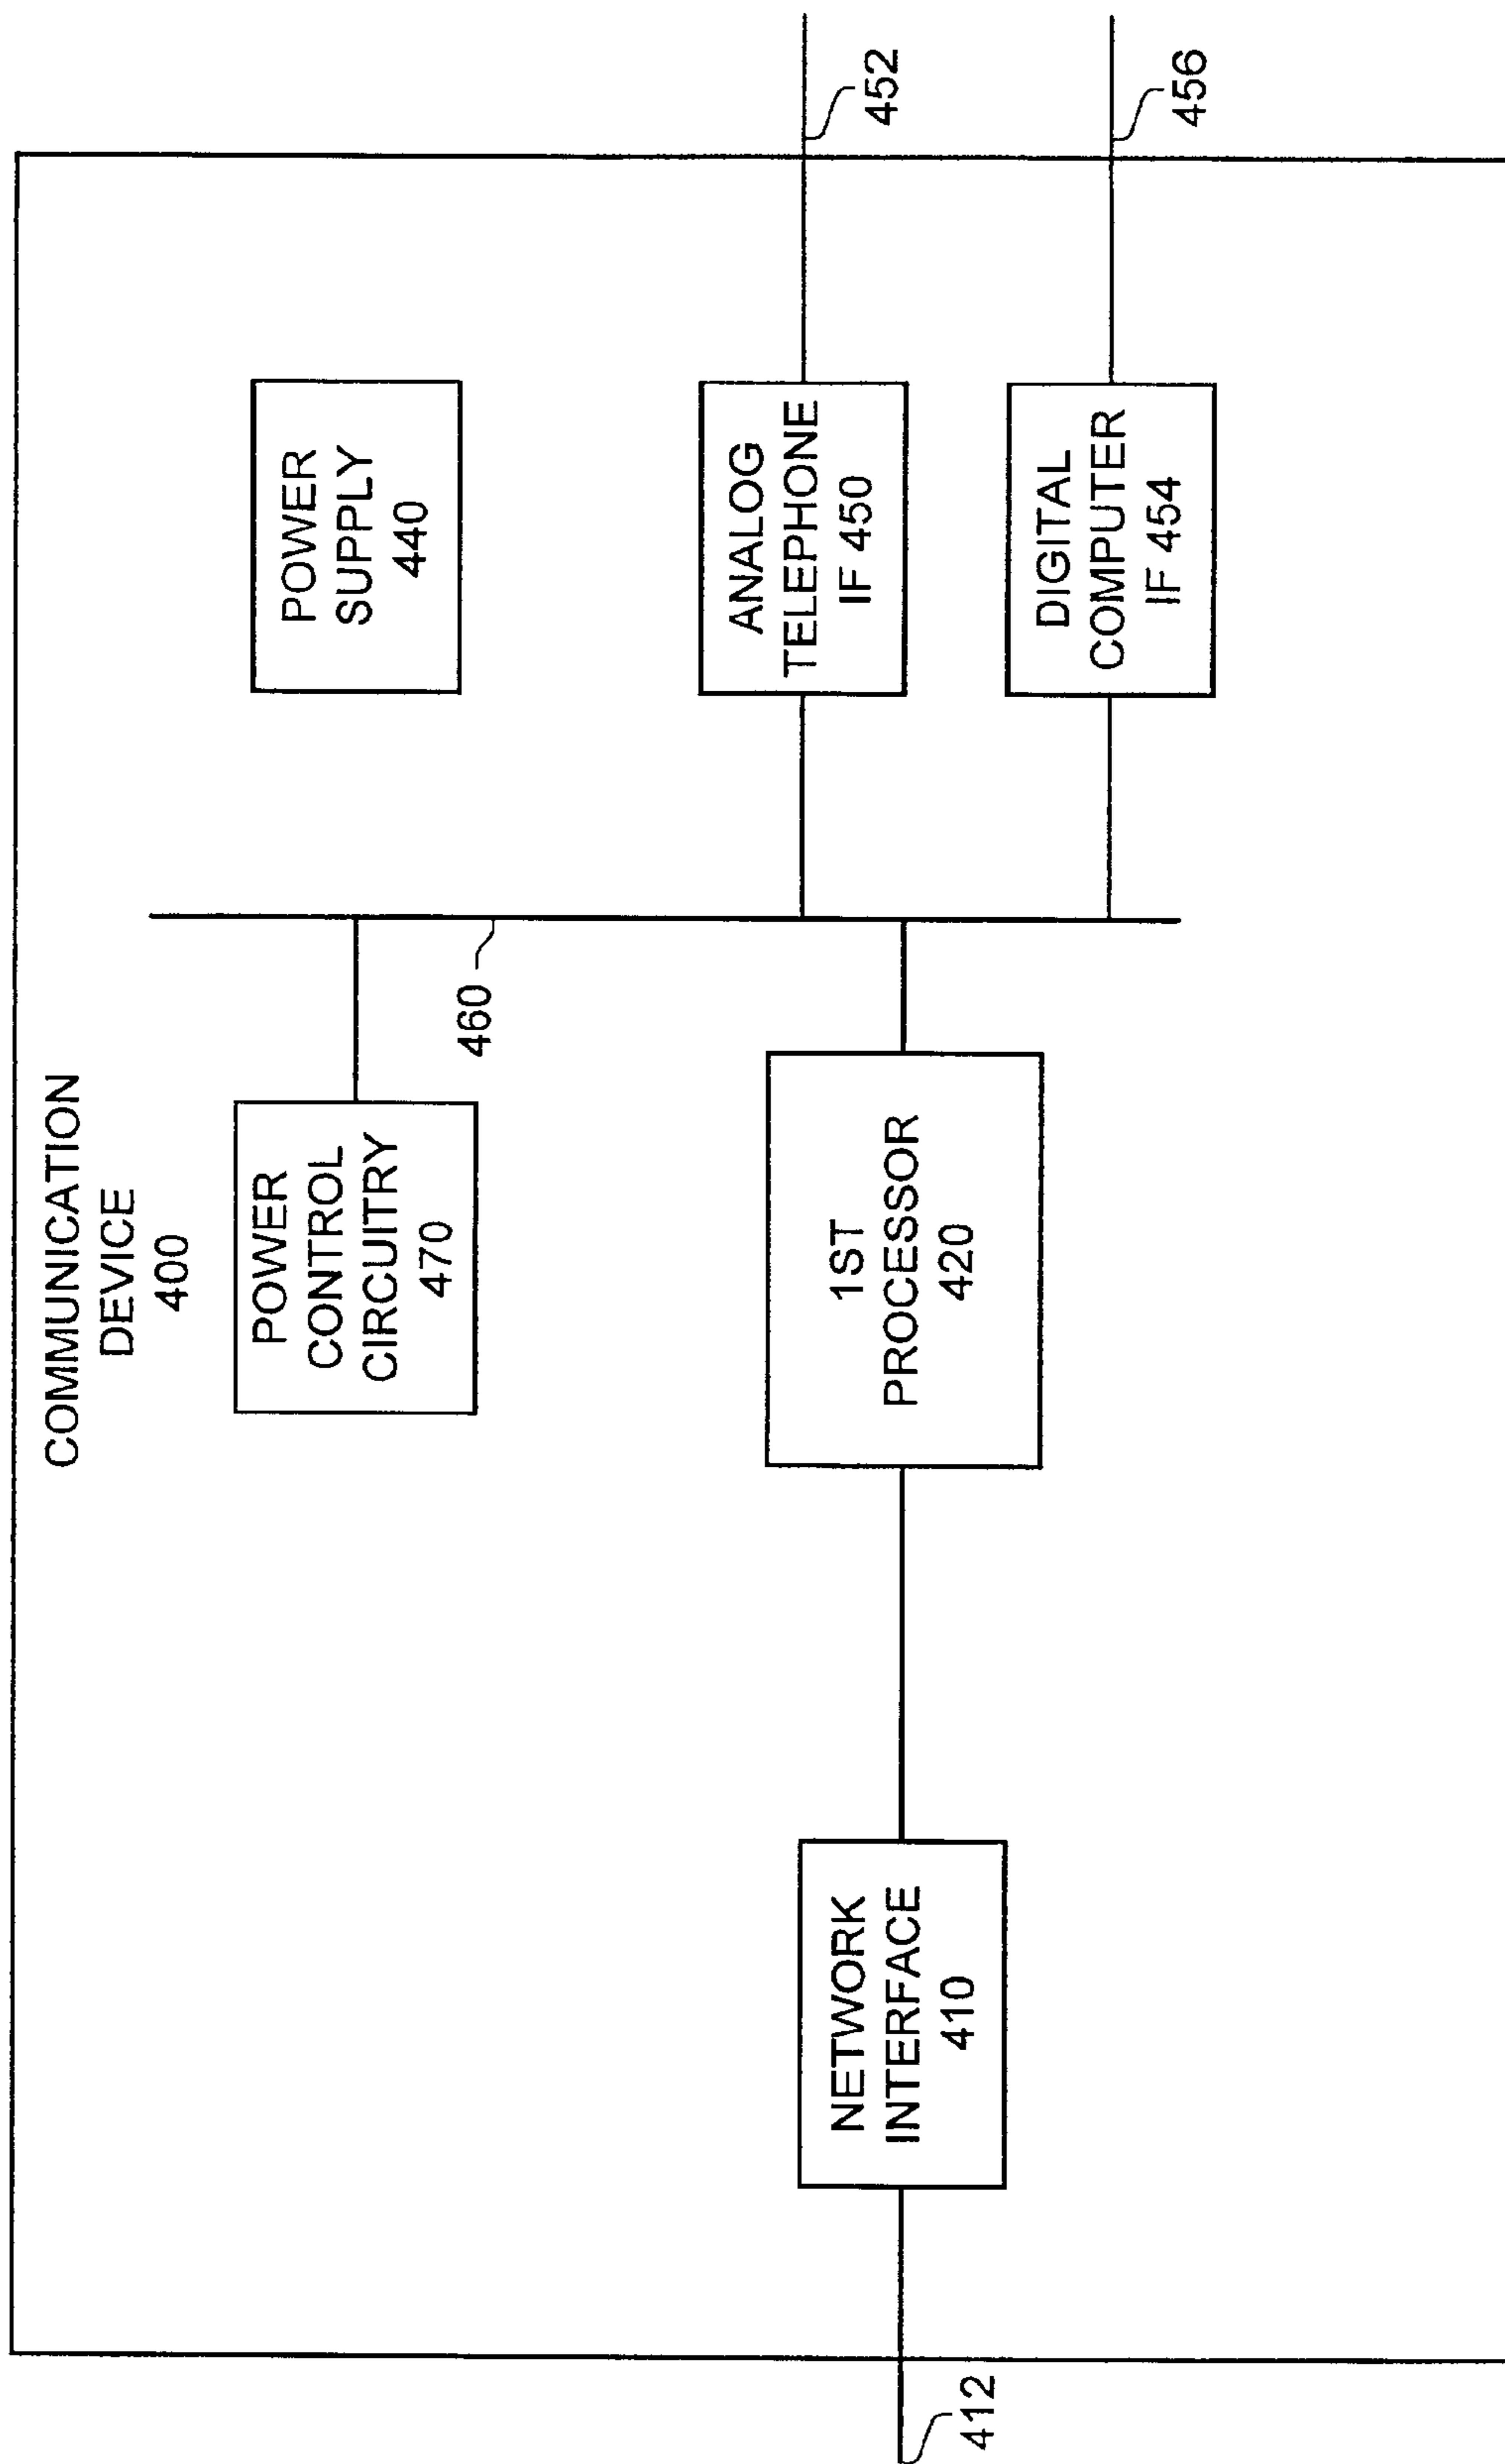 COMMUNICATION
DEVICE
400
POWER
CONTROL
CIRCUITRY
470
POWER
SUPPLY
440
460
NETWORK
INTERFACE
410
1ST
PROCESSOR
420
ANALOG
TELEPHONE
IF 450
DIGITAL
COMPUTER
IF 454
412
452
456